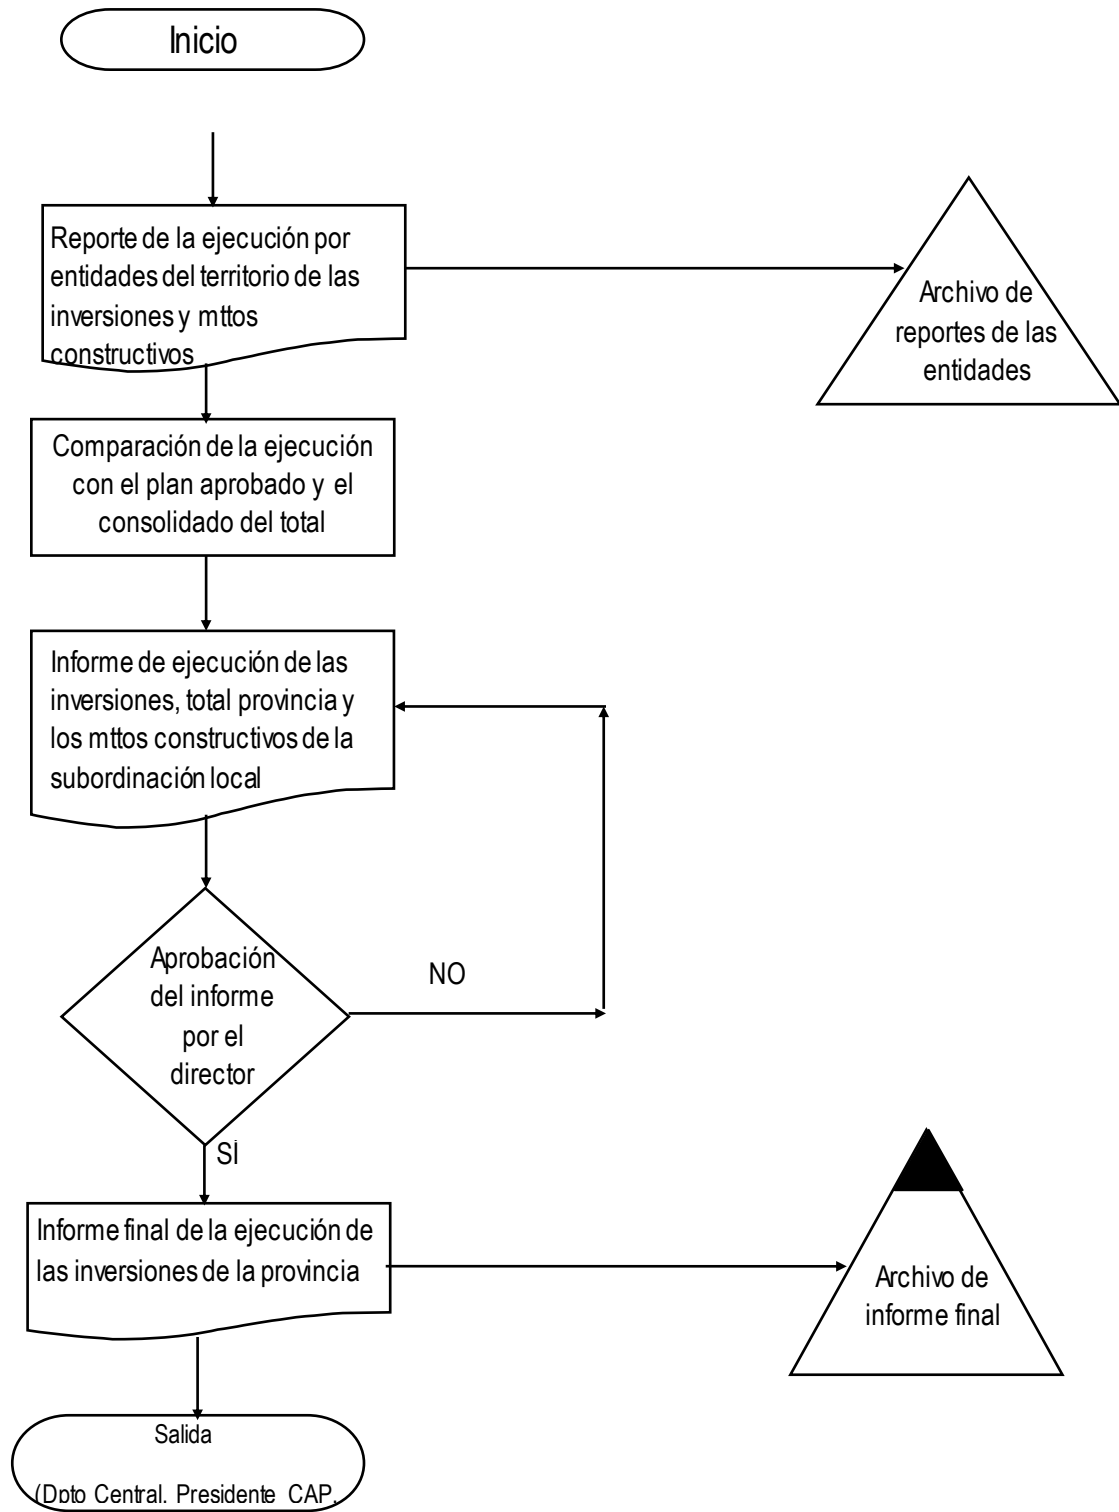 Inicio
Reporte de la ejecución por
entidades del territorio de las
inversiones y mttos
constructivos
Archivo de
reportes de las
entidades
Comparación de la ejecución
con el plan aprobado y el
consolidado del total
Informe de ejecución de las
inversiones, total provincia y
los mttos constructivos de la
subordinación local
Aprobación
del informe
por el
director
NO
SÍ
Informe final de la ejecución de
las inversiones de la provincia
Archivo de
informe final
Salida
(Dpto Central. Presidente CAP.